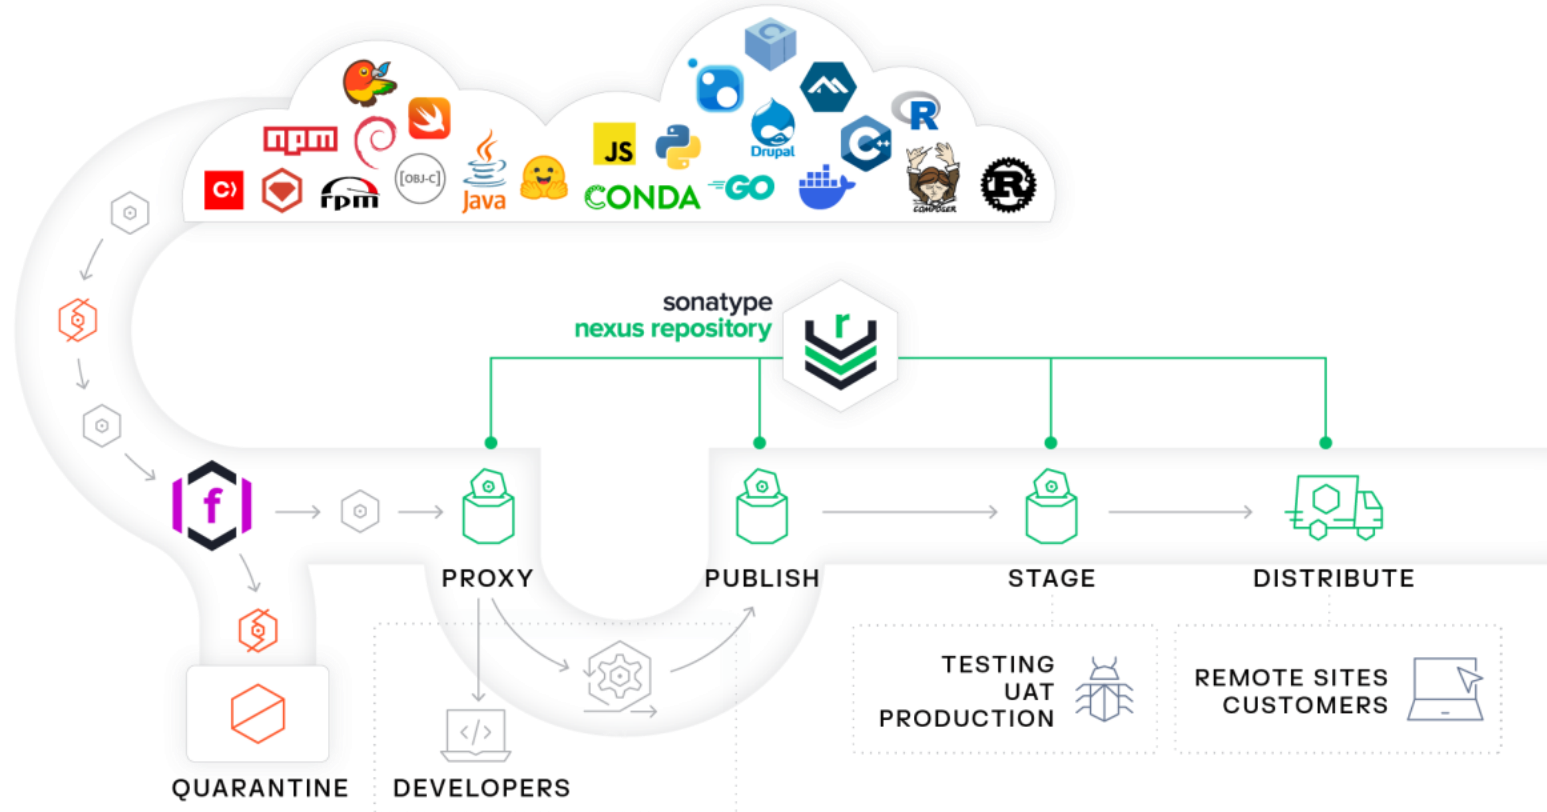 C
npm
JS
Drupal
C++
R
C
rpm
[OBJ-C]
Java
CONDA
GO
COMPOSER
R
sonatype
nexus repository
r
f
PROXY
PUBLISH
STAGE
DISTRIBUTE
TESTING
UAT
PRODUCTION
REMOTE SITES
CUSTOMERS
</>
QUARANTINE
DEVELOPERS